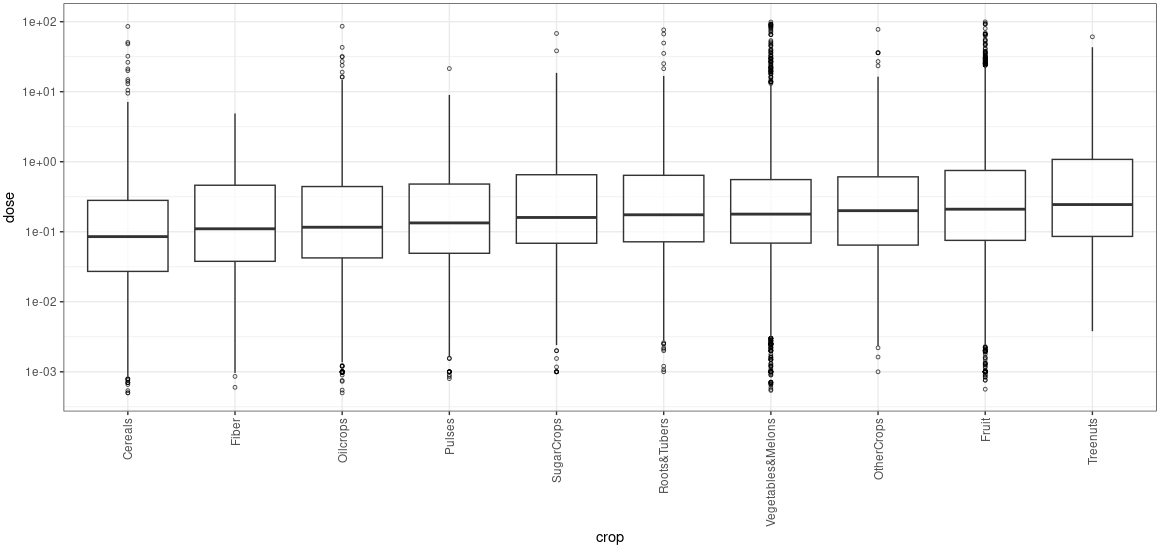 dose
1e+02
1e+01
1e+00
1e-01
1e-02
1e-03
Cereals
Fiber
Oilcrops
Pulses
SugarCrops
Roots&Tubers
Vegetables&Melons
OtherCrops
Fruit
Treenuts
crop